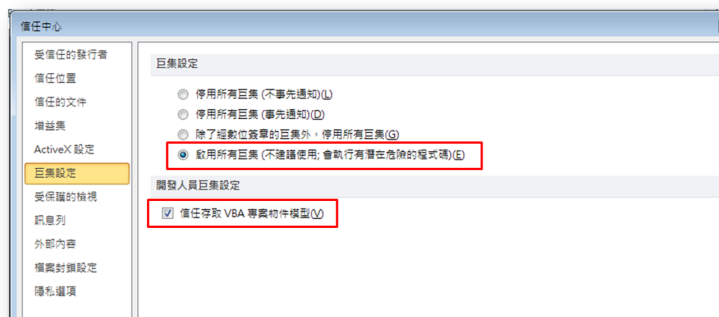 信任中心
受信任的發行者
信任位置
信任的文件
增益集
ActiveX 設定
巨集設定
受保護的檢視
訊息列
外部內容
檔案封鎖設定
隱私選項
巨集設定
停用所有巨集 (不事先通知)(L)
停用所有巨集 (事先通知)(D)
除了經數位簽章的巨集外，停用所有巨集(G)
啟用所有巨集 (不建議使用; 會執行有潛在危險的程式碼)(E)
開發人員巨集設定
信任存取 VBA 專案物件模型(V)